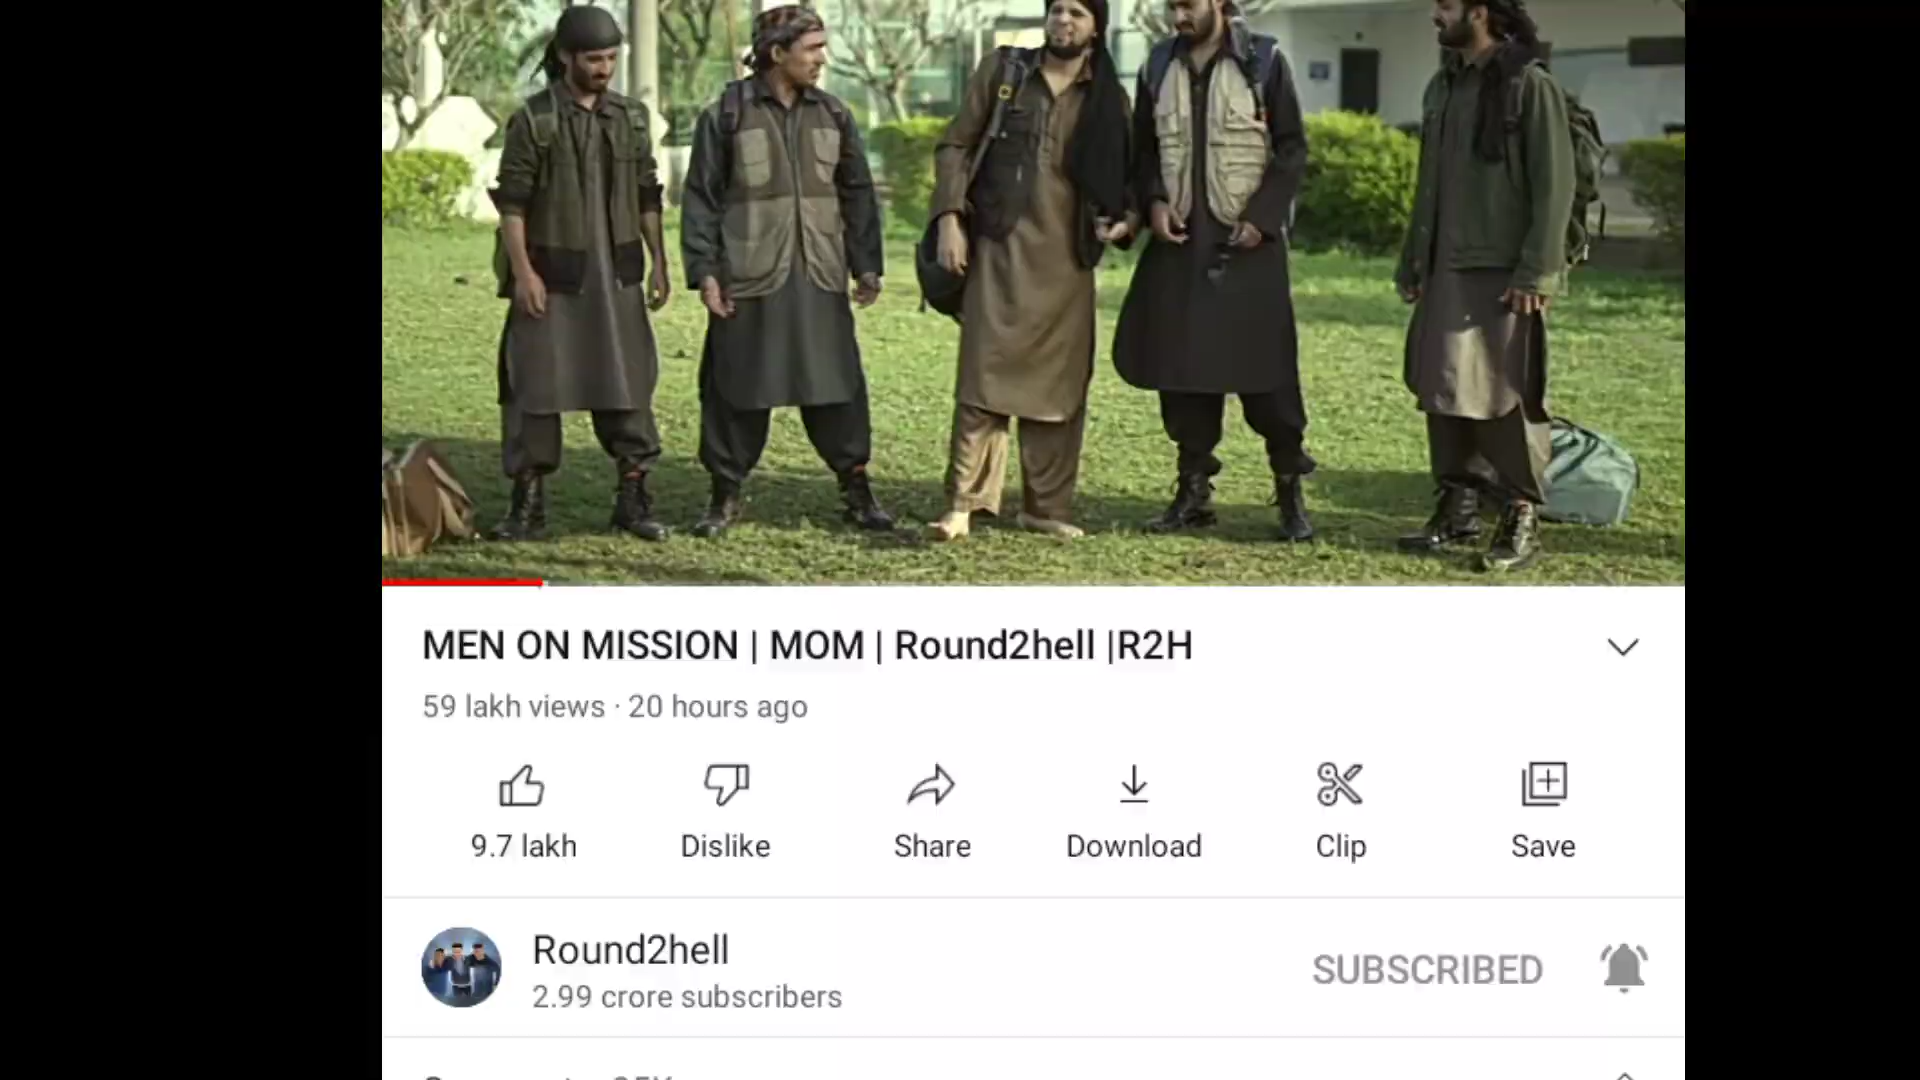 MEN ON MISSION | MOM | Round2hell |R2H
59 lakh views · 20 hours ago
9.7 lakh
Dislike
Share
Download
Clip
Save
Round2hell
SUBSCRIBED
2.99 crore subscribers